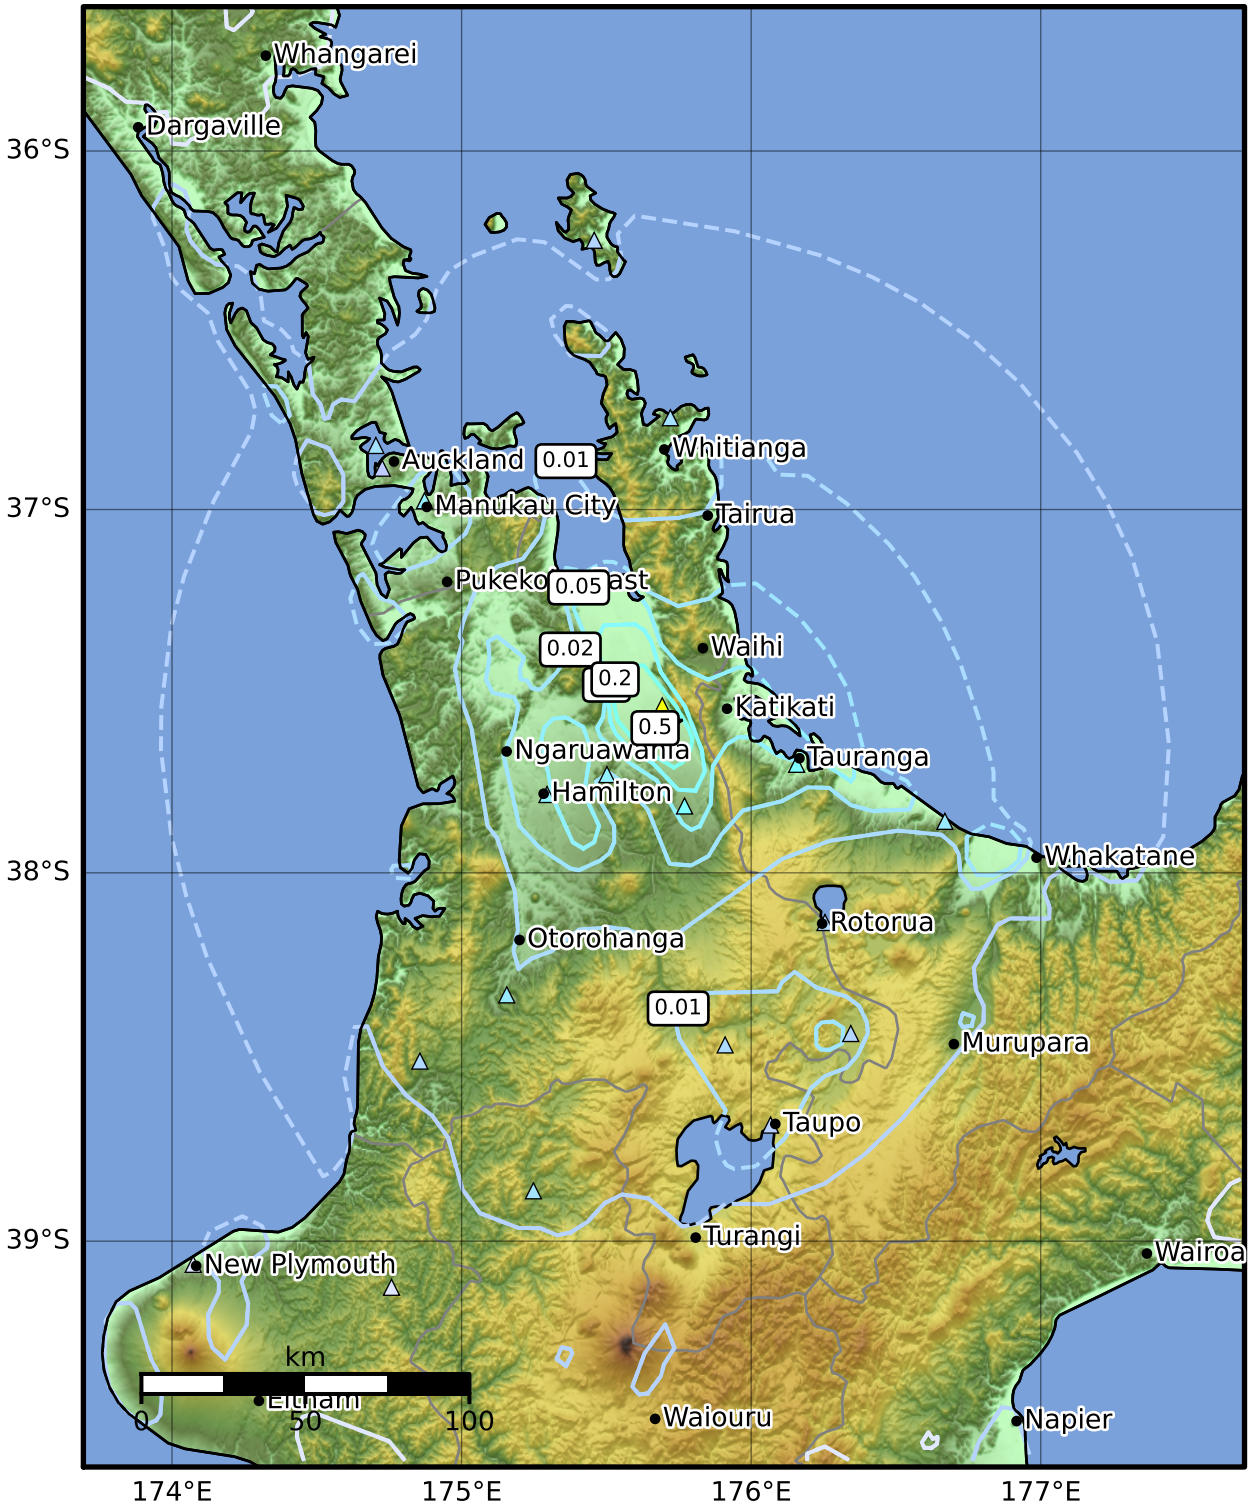 Whangarei
Dargaville
36°S
Whitianga
Auckland
0.01
Manukau City
37°S
Tairua
0.05
0.02
Waihi
0.2
Katikati
0.5
Ngaruawahia
Tauranga
Hamilton
Whakatane
38°S
Rotorua
Otorohanga
0.01
Murupara
Taupo
39°S
Turangi
Wairoa
New Plymouth
km
Eltham
0 50 100
Waiouru
Napier
174°E 175°E 176°E 177°E